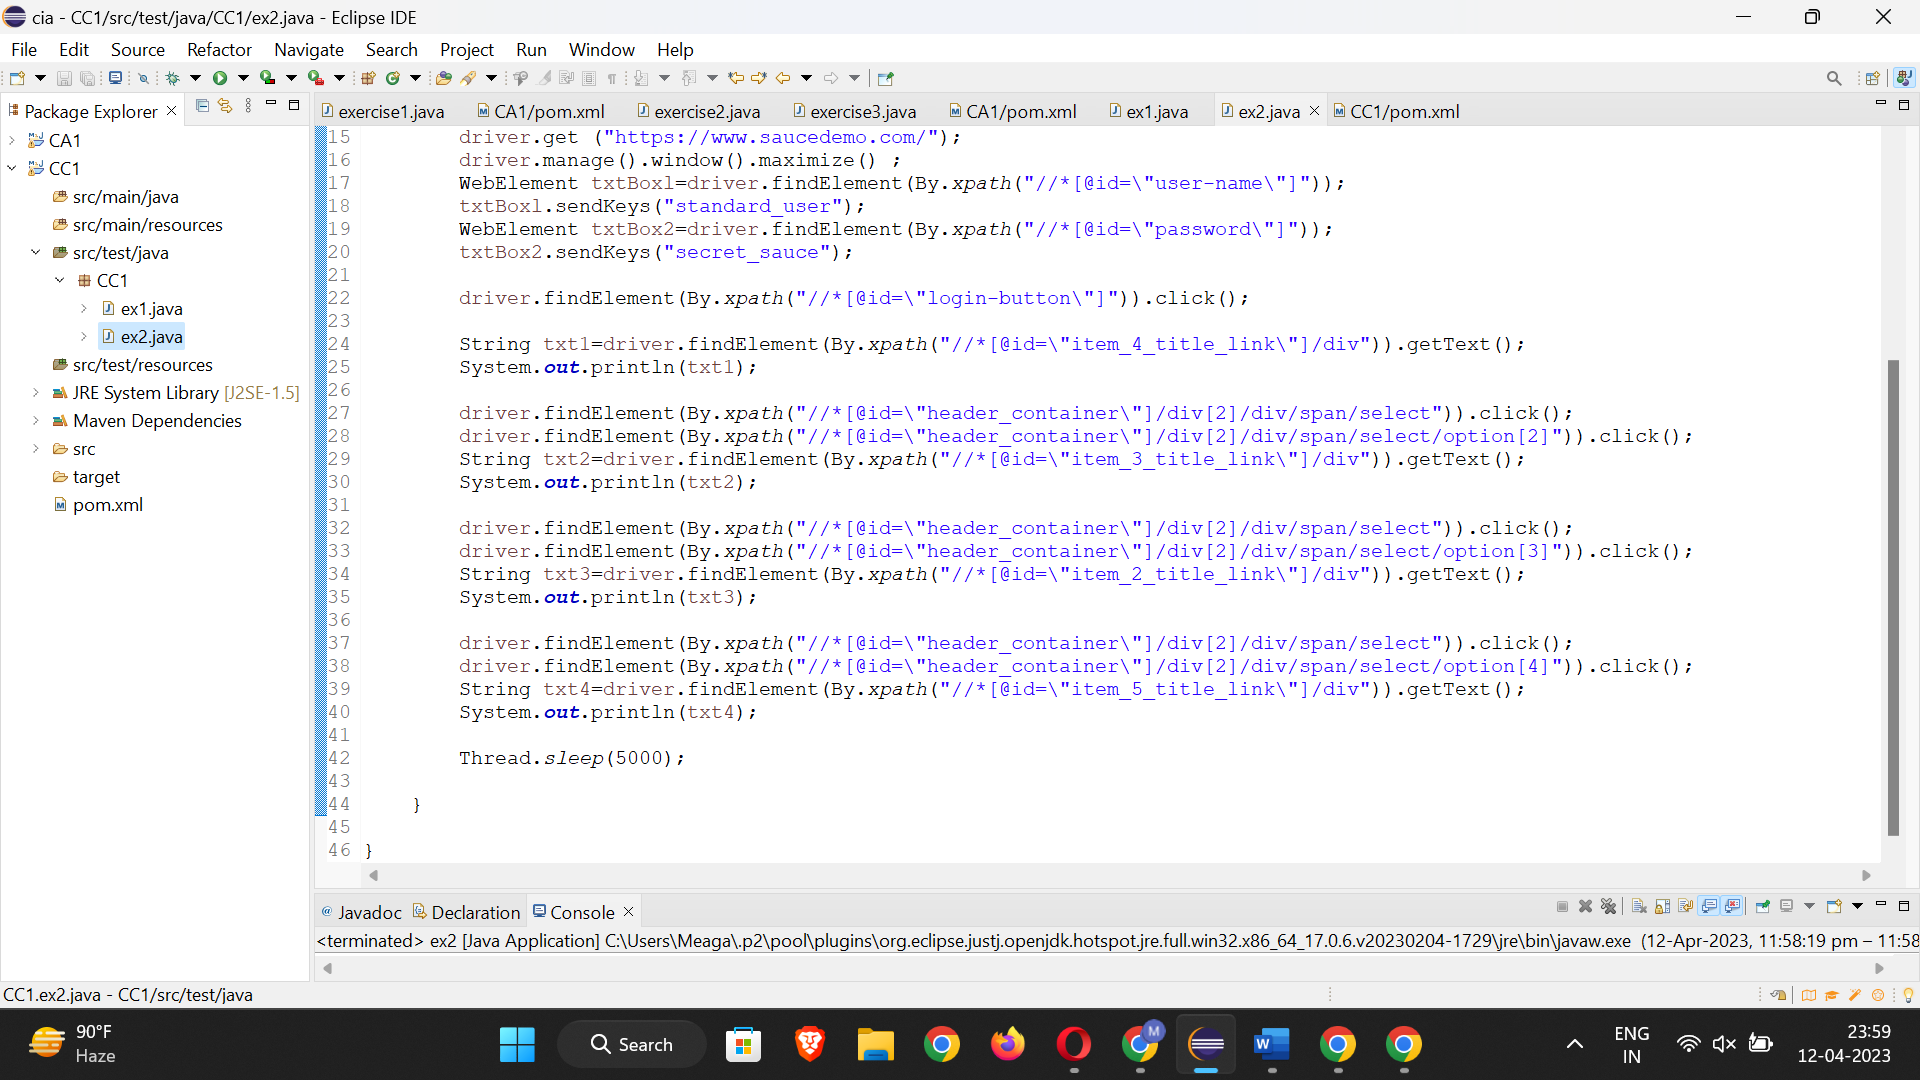 cia - CC1/src/test/java/CC1/ex2.java - Eclipse IDE
File Edit Source Refactor Navigate Search Project Run Window Help
Package Explorer
exercise1.java CA1/pom.xml exercise2.java exercise3.java CA1/pom.xml ex1.java ex2.java CC1/pom.xml
CA1
CC1
src/main/java
src/main/resources
src/test/java
CC1
ex1.java
ex2.java
src/test/resources
JRE System Library [J2SE-1.5]
Maven Dependencies
src
target
pom.xml
15 driver.get ("https://www.saucedemo.com/");
16 driver.manage().window().maximize() ;
17 WebElement txtBoxl=driver.findElement(By.xpath("//*[@id=\"user-name\"]"));
18 txtBoxl.sendKeys("standard_user");
19 WebElement txtBox2=driver.findElement(By.xpath("//*[@id=\"password\"]"));
20 txtBox2.sendKeys("secret_sauce");
21
22 driver.findElement(By.xpath("//*[@id=\"login-button\"]")).click();
23
24 String txt1=driver.findElement(By.xpath("//*[@id=\"item_4_title_link\"]/div")).getText();
25 System.out.println(txt1);
26
27 driver.findElement(By.xpath("//*[@id=\"header_container\"]/div[2]/div/span/select")).click();
28 driver.findElement(By.xpath("//*[@id=\"header_container\"]/div[2]/div/span/select/option[2]")).click();
29 String txt2=driver.findElement(By.xpath("//*[@id=\"item_3_title_link\"]/div")).getText();
30 System.out.println(txt2);
31
32 driver.findElement(By.xpath("//*[@id=\"header_container\"]/div[2]/div/span/select")).click();
33 driver.findElement(By.xpath("//*[@id=\"header_container\"]/div[2]/div/span/select/option[3]")).click();
34 String txt3=driver.findElement(By.xpath("//*[@id=\"item_2_title_link\"]/div")).getText();
35 System.out.println(txt3);
36
37 driver.findElement(By.xpath("//*[@id=\"header_container\"]/div[2]/div/span/select")).click();
38 driver.findElement(By.xpath("//*[@id=\"header_container\"]/div[2]/div/span/select/option[4]")).click();
39 String txt4=driver.findElement(By.xpath("//*[@id=\"item_5_title_link\"]/div")).getText();
40 System.out.println(txt4);
41
42 Thread.sleep(5000);
43
44 }
45
46 }
Javadoc Declaration Console
<terminated> ex2 [Java Application] C:\Users\Meaga\.p2\pool\plugins\org.eclipse.justj.openjdk.hotspot.jre.full.win32.x86_64_17.0.6.v20230204-1729\jre\bin\javaw.exe (12-Apr-2023, 11:58:19 pm – 11:58
CC1.ex2.java - CC1/src/test/java
90°F
Haze
Search
M
ENG
IN
23:59
12-04-2023